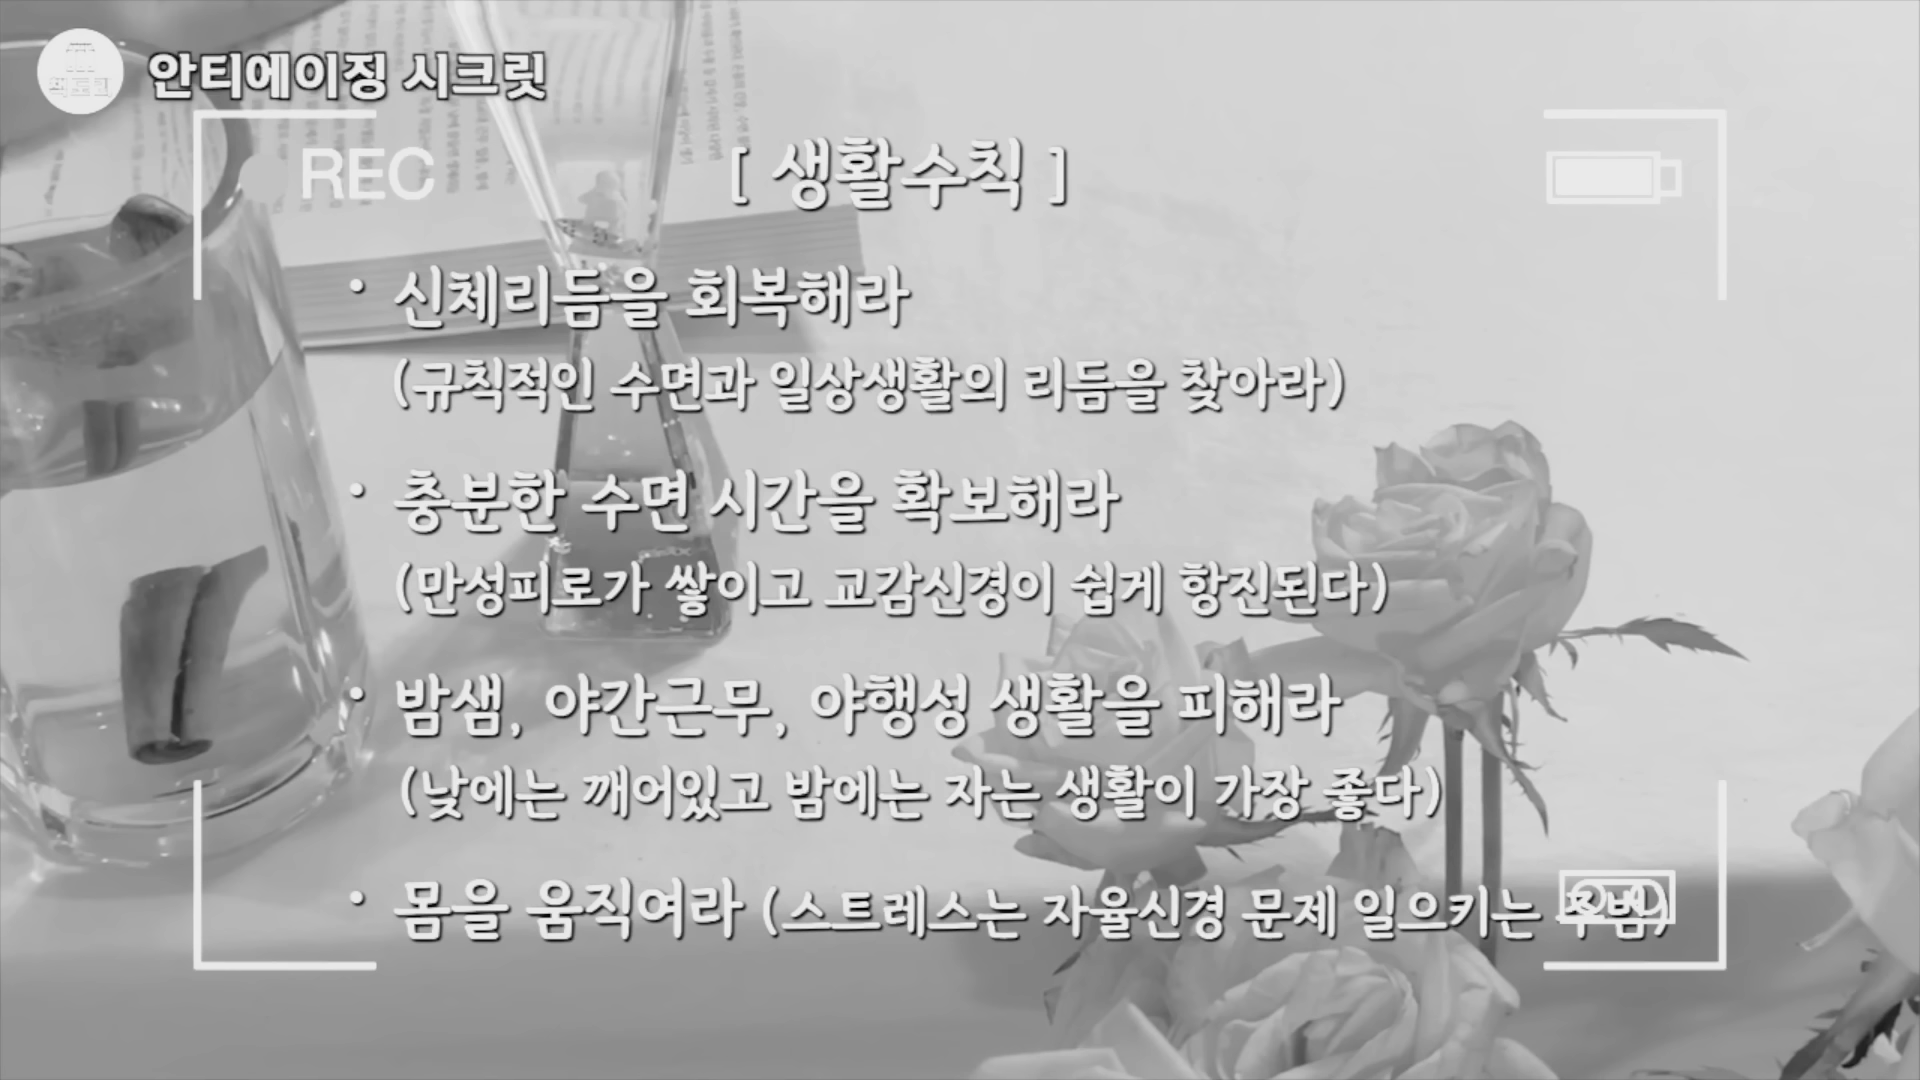 안티에이징 시크릿
REC
[ 생활수칙 ]
· 신체리듬을 회복해라
(규칙적인 수면과 일상생활의 리듬을 찾아라)
· 충분한 수면 시간을 확보해라
(만성피로가 쌓이고 교감신경이 쉽게 항진된다)
· 밤샘, 야간근무, 야행성 생활을 피해라
(낮에는 깨어있고 밤에는 자는 생활이 가장 좋다)
· 몸을 움직여라 (스트레스는 자율신경 문제 일으키는 주범)